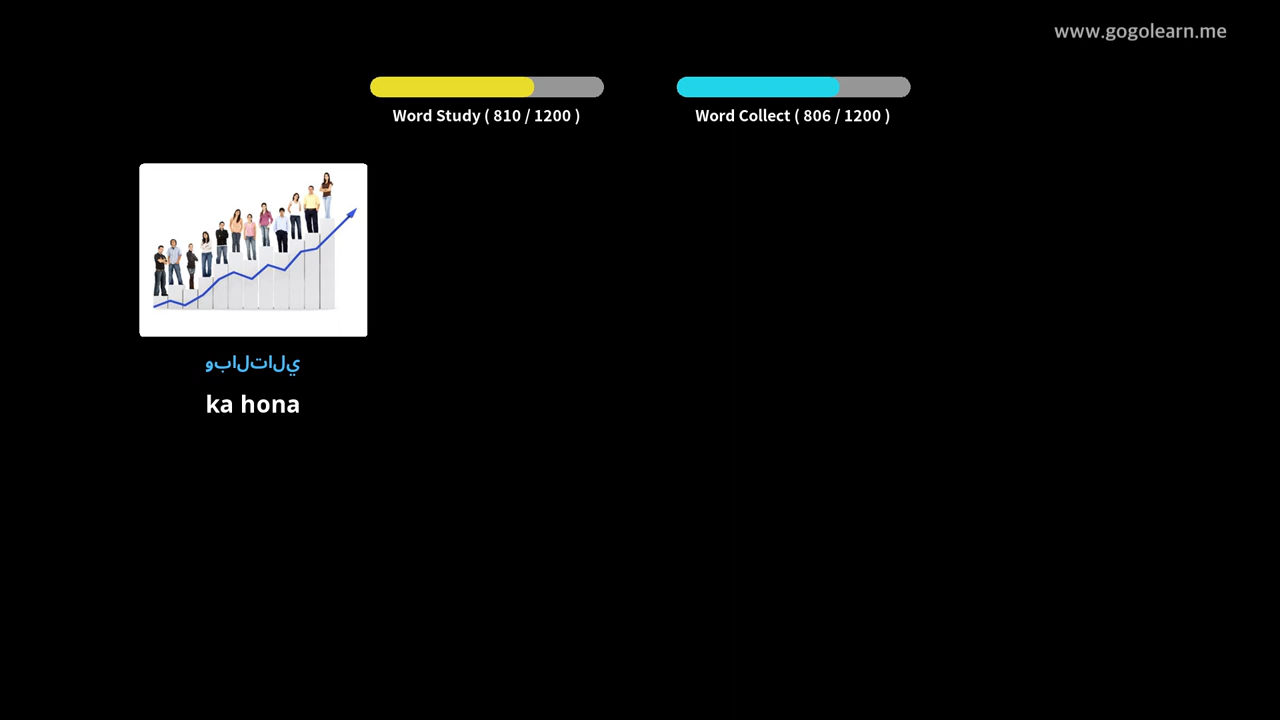 www.gogolearn.me
Word Study ( 810 / 1200 )
Word Collect ( 806 / 1200 )
وبالتالي
ka hona